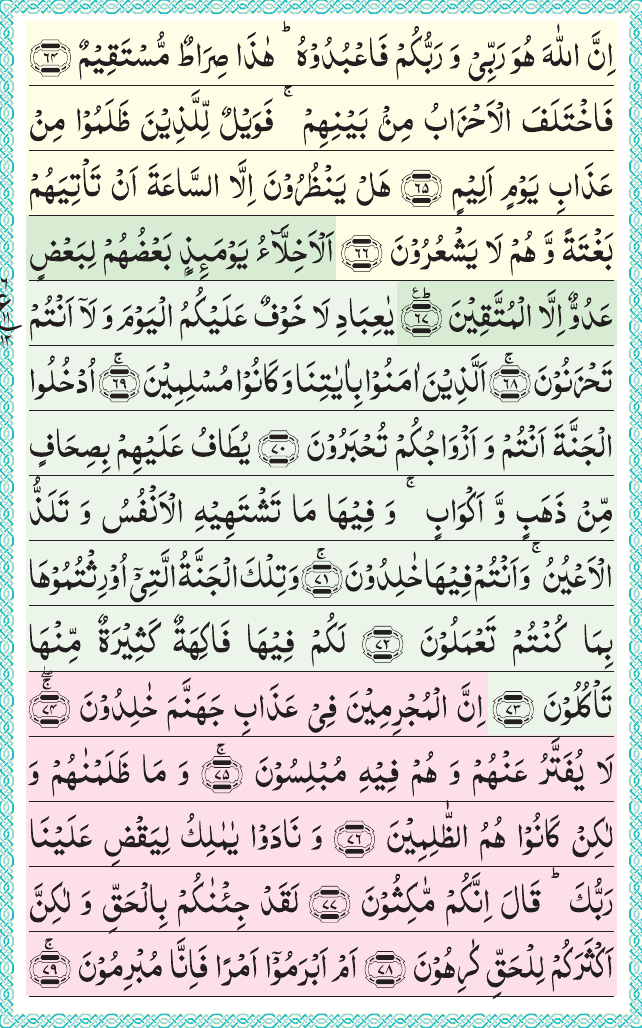 اِنَّ اللّٰهَ هُوَ رَبِّیْ وَ رَبُّكُمْ فَاعْبُدُوْهُ ؕ هٰذَا صِرَاطٌ مُّسْتَقِیْمٌ ﴿۶۴﴾
فَاخْتَلَفَ الْاَحْزَابُ مِنْۢ بَیْنِهِمْ ۚ فَوَیْلٌ لِّلَّذِیْنَ ظَلَمُوْا مِنْ
عَذَابِ یَوْمٍ اَلِیْمٍ ﴿۶۵﴾ هَلْ یَنْظُرُوْنَ اِلَّا السَّاعَةَ اَنْ تَاْتِیَهُمْ
بَغْتَةً وَّ هُمْ لَا یَشْعُرُوْنَ ﴿۶۶﴾ اَلْاَخِلَّآءُ یَوْمَىِٕذٍۭ بَعْضُهُمْ لِبَعْضٍ
عَدُوٌّ اِلَّا الْمُتَّقِیْنَ ﴿۶۷﴾ؕ۠ یٰعِبَادِ لَا خَوْفٌ عَلَیْكُمُ الْیَوْمَ وَ لَاۤ اَنْتُمْ
تَحْزَنُوْنَ ﴿۶۸﴾ۚ اَلَّذِیْنَ اٰمَنُوْا بِاٰیٰتِنَا وَ كَانُوْا مُسْلِمِیْنَ ﴿۶۹﴾ۚ اُدْخُلُوا
الْجَنَّةَ اَنْتُمْ وَ اَزْوَاجُكُمْ تُحْبَرُوْنَ ﴿۷۰﴾ یُطَافُ عَلَیْهِمْ بِصِحَافٍ
مِّنْ ذَهَبٍ وَّ اَكْوَابٍ ۚ وَ فِیْهَا مَا تَشْتَهِیْهِ الْاَنْفُسُ وَ تَلَذُّ
الْاَعْیُنُ ۚ وَ اَنْتُمْ فِیْهَا خٰلِدُوْنَ ﴿۷۱﴾ۚ وَ تِلْكَ الْجَنَّةُ الَّتِیْۤ اُوْرِثْتُمُوْهَا
بِمَا كُنْتُمْ تَعْمَلُوْنَ ﴿۷۲﴾ لَكُمْ فِیْهَا فَاكِهَةٌ كَثِیْرَةٌ مِّنْهَا
تَاْكُلُوْنَ ﴿۷۳﴾ اِنَّ الْمُجْرِمِیْنَ فِیْ عَذَابِ جَهَنَّمَ خٰلِدُوْنَ ﴿۷۴﴾ۚۖ
لَا یُفَتَّرُ عَنْهُمْ وَ هُمْ فِیْهِ مُبْلِسُوْنَ ﴿۷۵﴾ۚ وَ مَا ظَلَمْنٰهُمْ وَ
لٰكِنْ كَانُوْا هُمُ الظّٰلِمِیْنَ ﴿۷۶﴾ وَ نَادَوْا یٰمٰلِكُ لِیَقْضِ عَلَیْنَا
رَبُّكَ ؕ قَالَ اِنَّكُمْ مّٰكِثُوْنَ ﴿۷۷﴾ لَقَدْ جِئْنٰكُمْ بِالْحَقِّ وَ لٰكِنَّ
اَكْثَرَكُمْ لِلْحَقِّ كٰرِهُوْنَ ﴿۷۸﴾ اَمْ اَبْرَمُوْۤا اَمْرًا فَاِنَّا مُبْرِمُوْنَ ﴿۷۹﴾ۚ